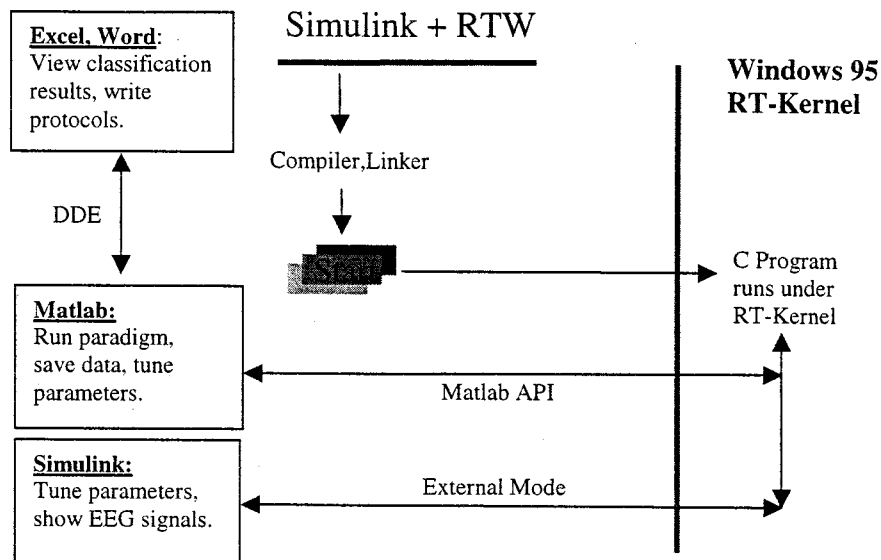 Excel, Word:
View classification
results, write
protocols.
Simulink + RTW
Windows 95
RT-Kernel
Compiler,Linker
DDE
Start
C Program
runs under
RT-Kernel
Matlab:
Run paradigm,
save data, tune
parameters.
Matlab API
Simulink:
Tune parameters,
show EEG signals.
External Mode